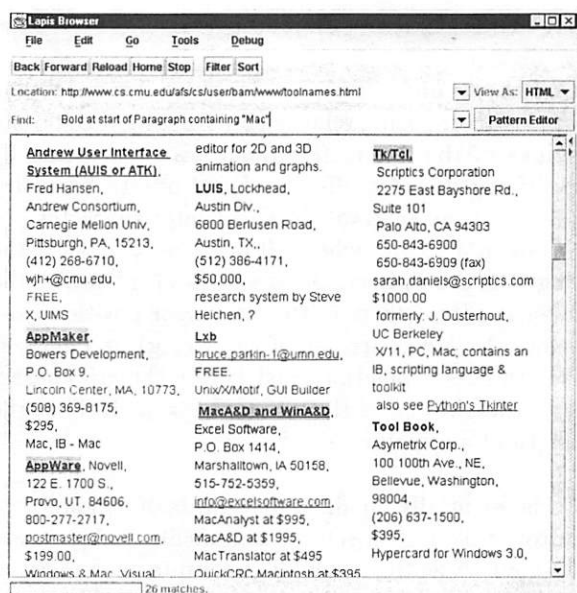 Lapis Browser
File Edit Go Tools Debug
Back Forward Reload Home Stop Filter Sort
Location: http://www.cs.cmu.edu/afs/cs/user/bam/www/toolnames.html View As: HTML
Find: Bold at start of Paragraph containing "Mac" Pattern Editor
Andrew User Interface
System (AUIS or ATK),
Fred Hansen,
Andrew Consortium,
Carnegie Mellon Univ,
Pittsburgh, PA, 15213,
(412) 268-6710,
wjh+@cmu.edu,
FREE,
X, UIMS
AppMaker,
Bowers Development,
P.O. Box 9,
Lincoln Center, MA, 10773,
(508) 369-8175,
$295,
Mac, IB - Mac
AppWare, Novell,
122 E. 1700 S.,
Provo, UT, 84606,
800-277-2717,
postmaster@novell.com,
$199.00,
Windows & Mac, Visual
editor for 2D and 3D
animation and graphs.
LUIS, Lockhead,
Austin Div.,
6800 Berlusen Road,
Austin, TX,,
(512) 386-4171,
$50,000,
research system by Steve
Heichen, ?
Lxb
bruce.parkin-1@umn.edu,
FREE.
Unix/X/Motif, GUI Builder
MacA&D and WinA&D,
Excel Software,
P.O. Box 1414,
Marshalltown, IA 50158,
515-752-5359,
info@excelsoftware.com,
MacAnalyst at $995,
MacA&D at $1995,
MacTranslator at $495
QuickCRC Macintosh at $395
Tk/Tcl,
Scriptics Corporation
2275 East Bayshore Rd.,
Suite 101
Palo Alto, CA 94303
650-843-6900
650-843-6909 (fax)
sarah.daniels@scriptics.com
$1000.00
formerly: J. Ousterhout,
UC Berkeley
X/11, PC, Mac; contains an
IB, scripting language &
toolkit
also see Python's Tkinter
Tool Book,
Asymetrix Corp.,
100 100th Ave., NE,
Bellevue, Washington,
98004,
(206) 637-1500,
$395,
Hypercard for Windows 3.0,
26 matches.